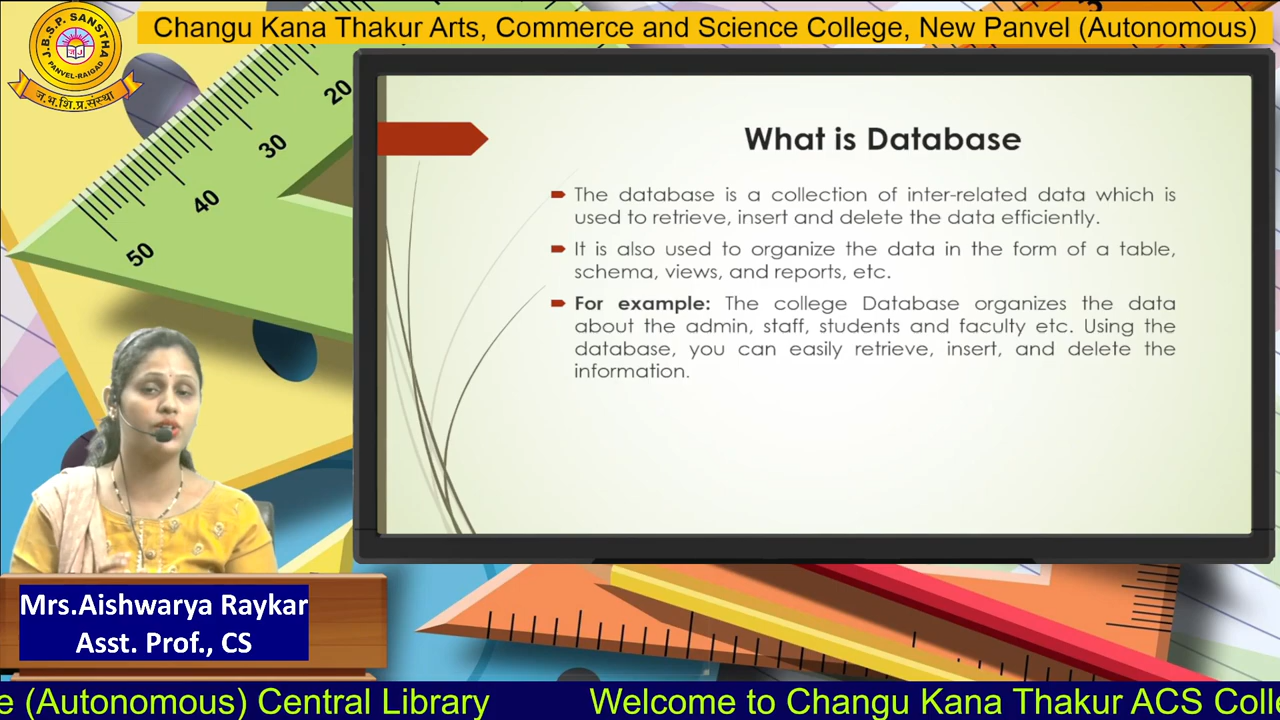 Changu Kana Thakur Arts, Commerce and Science College, New Panvel (Autonomous)
J.B.S.P. SANSTHA
PANVEL-RAIGAD
ज.भ.शि.प्र.संस्था
20
30
40
50
What is Database
The database is a collection of inter-related data which is
used to retrieve, insert and delete the data efficiently.
It is also used to organize the data in the form of a table,
schema, views, and reports, etc.
For example: The college Database organizes the data
about the admin, staff, students and faculty etc. Using the
database, you can easily retrieve, insert, and delete the
information.
Mrs.Aishwarya Raykar
Asst. Prof., CS
e (Autonomous) Central Library Welcome to Changu Kana Thakur ACS Coll